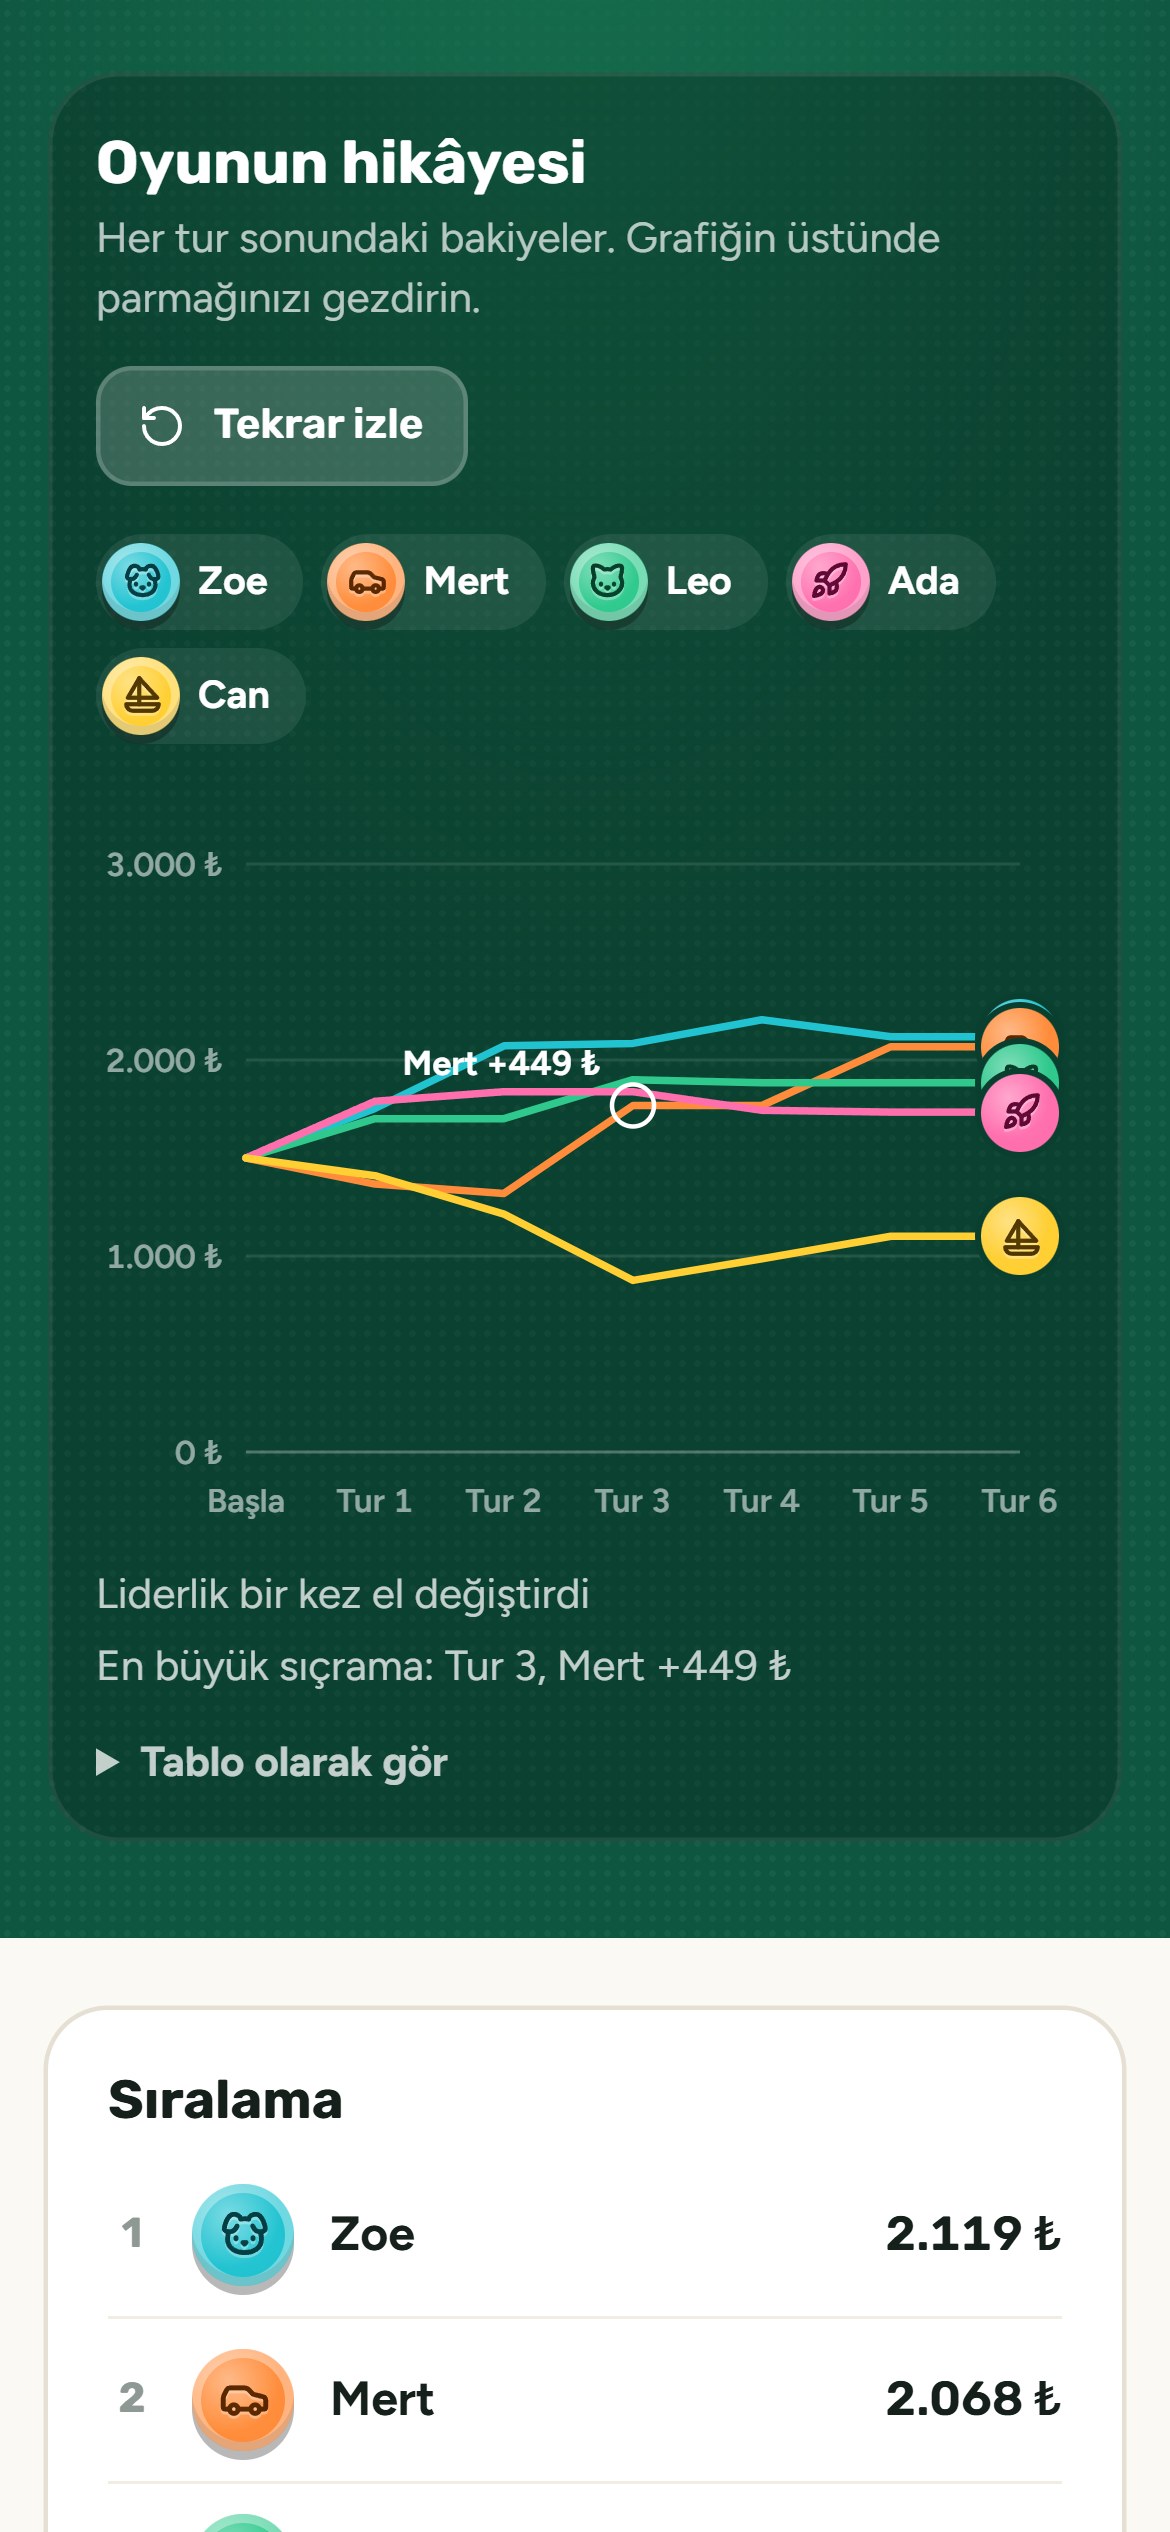 Oyunun hikâyesi
Her tur sonundaki bakiyeler. Grafiğin üstünde
parmağınızı gezdirin.
Tekrar izle
Zoe
Mert
Leo
Ada
Can
3.000 ₺
2.000 ₺
Mert +449 ₺
1.000 ₺
0 ₺
Başla Tur 1 Tur 2 Tur 3 Tur 4 Tur 5 Tur 6
Liderlik bir kez el değiştirdi
En büyük sıçrama: Tur 3, Mert +449 ₺
Tablo olarak gör
Sıralama
1 Zoe 2.119 ₺
2 Mert 2.068 ₺